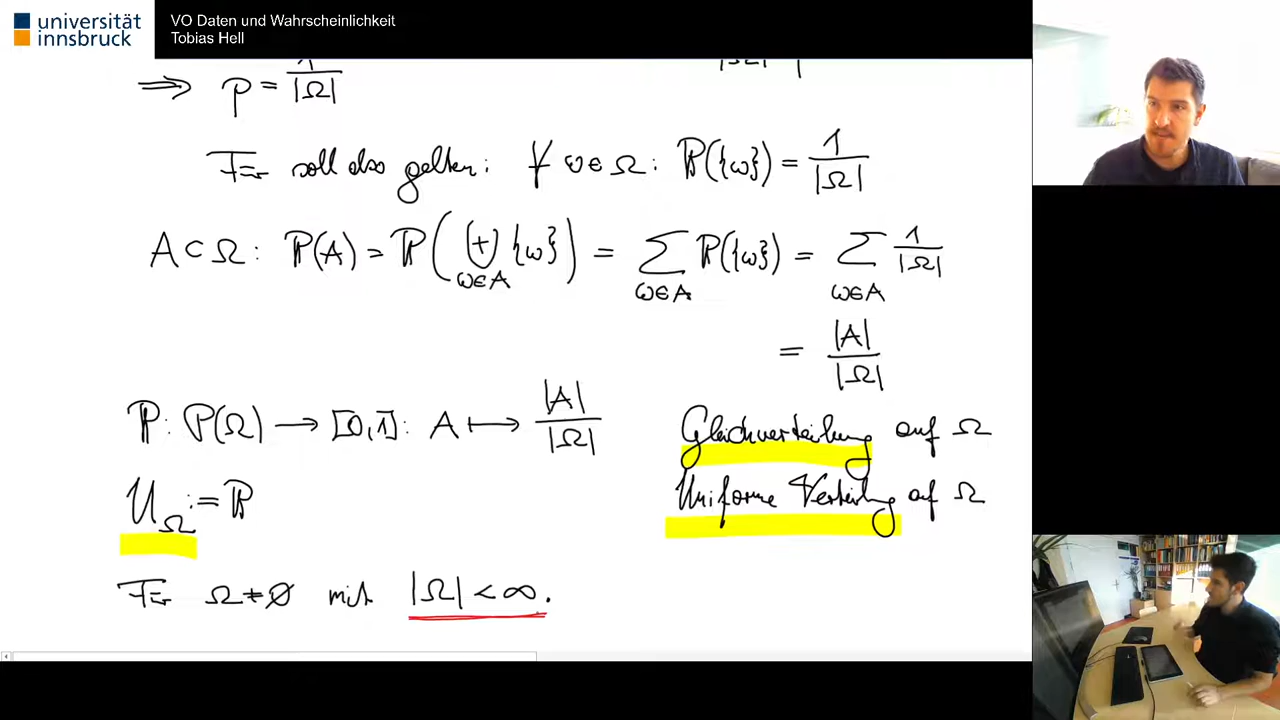 universität
innsbruck
VO Daten und Wahrscheinlichkeit
Tobias Hell
⟹ p = 1/|Ω|
Es soll also gelten: ∀ ω∈Ω: ℙ({ω}) = 1/|Ω|
A ⊂ Ω: ℙ(A) = ℙ(⊎_{ω∈A} {ω}) = ∑_{ω∈A} ℙ({ω}) = ∑_{ω∈A} 1/|Ω|
= |A|/|Ω|
ℙ: P(Ω) ⟶ [0,1]: A ⟼ |A|/|Ω|
Gleichverteilung auf Ω
U_Ω := ℙ
Uniforme Verteilung auf Ω
Ω ≠ ∅ mit |Ω| < ∞.